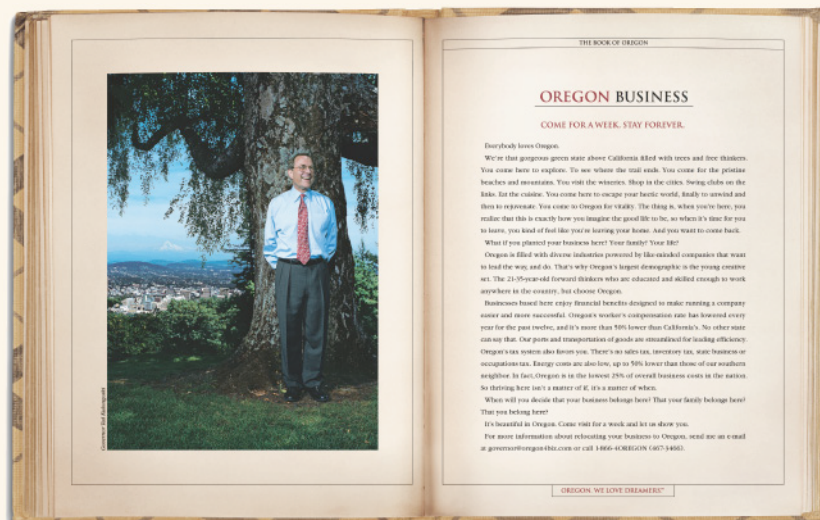 Governor Ted Kulongoski
THE BOOK OF OREGON
OREGON BUSINESS
COME FOR A WEEK. STAY FOREVER.
Everybody loves Oregon.
We're that gorgeous green state above California filled with trees and free thinkers.
You come here to explore. To see where the trail ends. You come for the pristine
beaches and mountains. You visit the wineries. Shop in the cities. Swing clubs on the
links. Eat the cuisine. You come here to escape your hectic world, finally to unwind and
then to rejuvenate. You come to Oregon for vitality. The thing is, when you're here, you
realize that this is exactly how you imagine the good life to be, so when it's time for you
to leave, you kind of feel like you're leaving your home. And you want to come back.
What if you planted your business here? Your family? Your life?
Oregon is filled with diverse industries powered by like-minded companies that want
to lead the way, and do. That's why Oregon's largest demographic is the young creative
set. The 21-35-year-old forward thinkers who are educated and skilled enough to work
anywhere in the country, but choose Oregon.
Businesses based here enjoy financial benefits designed to make running a company
easier and more successful. Oregon's worker's compensation rate has lowered every
year for the past twelve, and it's more than 50% lower than California's. No other state
can say that. Our ports and transportation of goods are streamlined for leading efficiency.
Oregon's tax system also favors you. There's no sales tax, inventory tax, state business or
occupations tax. Energy costs are also low, up to 50% lower than those of our southern
neighbor. In fact, Oregon is in the lowest 25% of overall business costs in the nation.
So thriving here isn't a matter of if, it's a matter of when.
When will you decide that your business belongs here? That your family belongs here?
That you belong here?
It's beautiful in Oregon. Come visit for a week and let us show you.
For more information about relocating your business to Oregon, send me an e-mail
at governor@oregon4biz.com or call 1-866-4OREGON (467-3466).
OREGON. WE LOVE DREAMERS.™